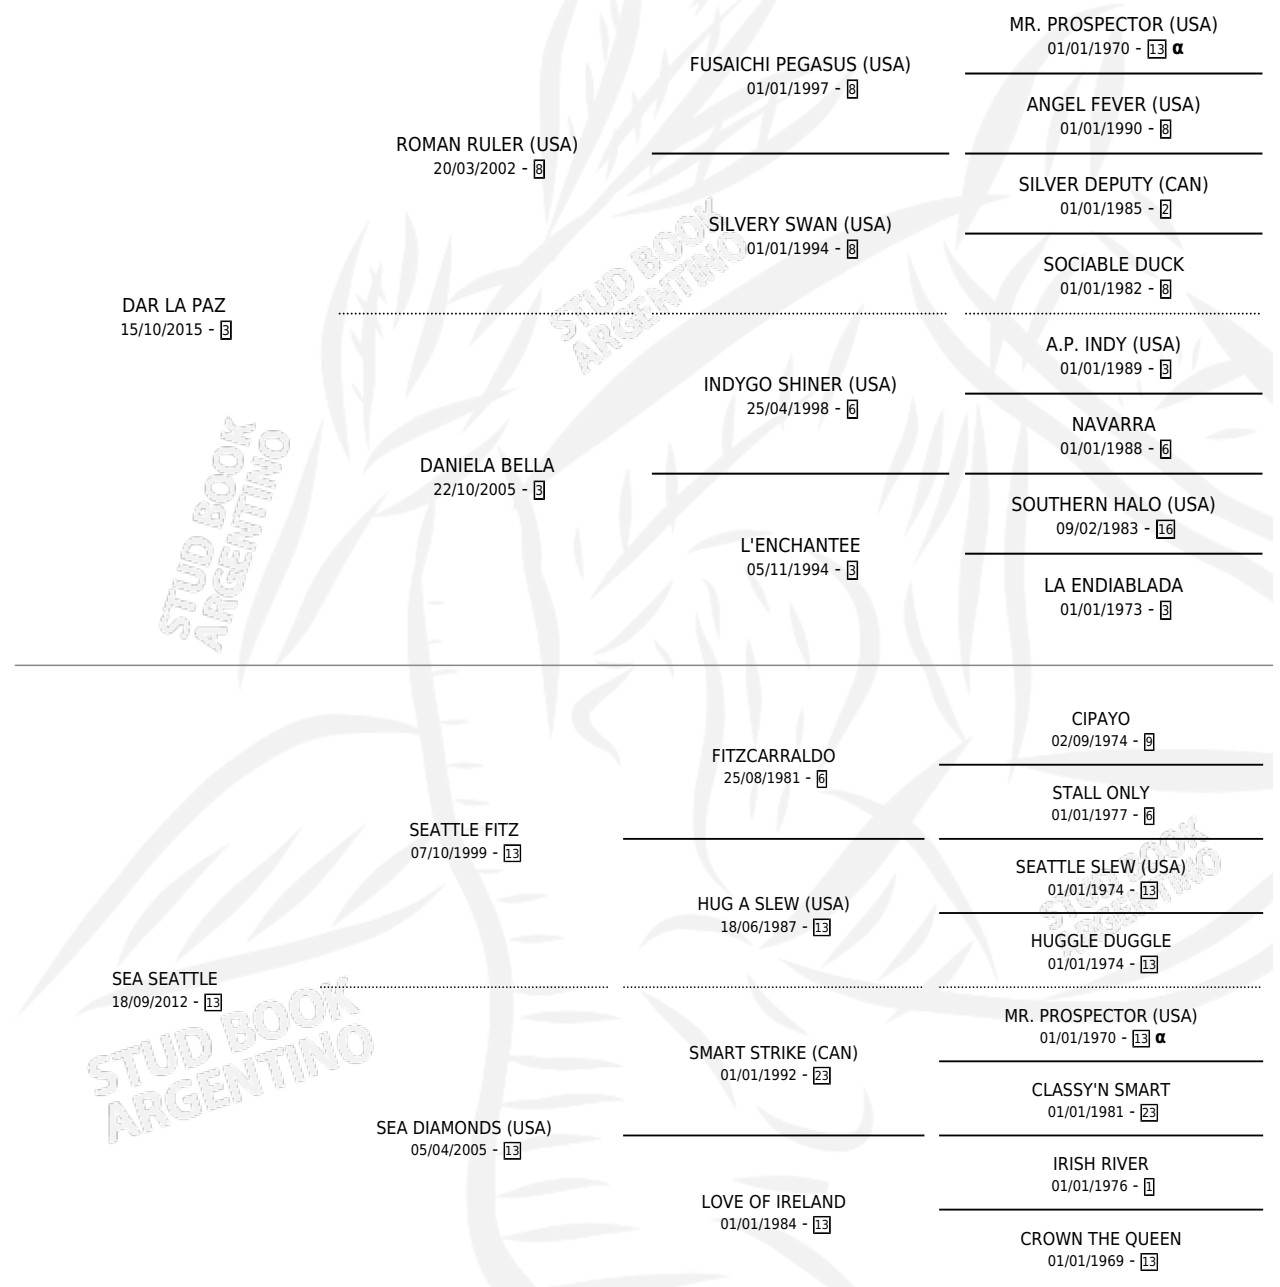 MR. PROSPECTOR (USA)
01/01/1970 - 13 α
FUSAICHI PEGASUS (USA)
01/01/1997 - 8
ANGEL FEVER (USA)
01/01/1990 - 8
ROMAN RULER (USA)
20/03/2002 - 8
SILVER DEPUTY (CAN)
01/01/1985 - 2
SILVERY SWAN (USA)
01/01/1994 - 8
SOCIABLE DUCK
01/01/1982 - 8
STUD BOOK
ARGENTINO
DAR LA PAZ
15/10/2015 - 3
A.P. INDY (USA)
01/01/1989 - 3
INDYGO SHINER (USA)
25/04/1998 - 6
NAVARRA
01/01/1988 - 6
DANIELA BELLA
22/10/2005 - 3
SOUTHERN HALO (USA)
09/02/1983 - 16
L'ENCHANTEE
05/11/1994 - 3
LA ENDIABLADA
01/01/1973 - 3
STUD BOOK
ARGENTINO
CIPAYO
02/09/1974 - 9
FITZCARRALDO
25/08/1981 - 6
STALL ONLY
01/01/1977 - 6
SEATTLE FITZ
07/10/1999 - 13
SEATTLE SLEW (USA)
01/01/1974 - 13
HUG A SLEW (USA)
18/06/1987 - 13
HUGGLE DUGGLE
01/01/1974 - 13
STUD BOOK
ARGENTINO
SEA SEATTLE
18/09/2012 - 13
MR. PROSPECTOR (USA)
01/01/1970 - 13 α
SMART STRIKE (CAN)
01/01/1992 - 23
CLASSY'N SMART
01/01/1981 - 23
SEA DIAMONDS (USA)
05/04/2005 - 13
IRISH RIVER
01/01/1976 - 1
LOVE OF IRELAND
01/01/1984 - 13
CROWN THE QUEEN
01/01/1969 - 13
STUD BOOK
ARGENTINO